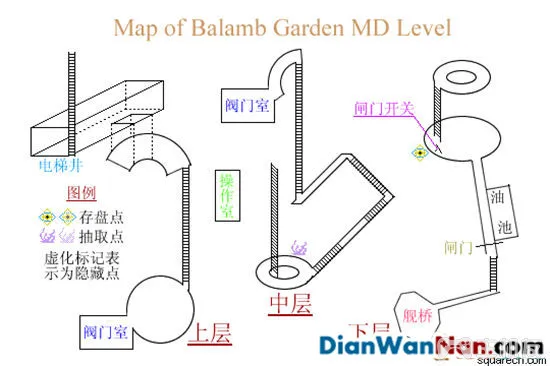 Map of Balamb Garden MD Level
阀门室
闸门开关
电梯井
图例
存盘点
抽取点
虚化标记表
示为隐藏点
操作室
油池
闸门
舰桥
阀门室
上层
中层
下层
DianWanNan.com
squarecn.com